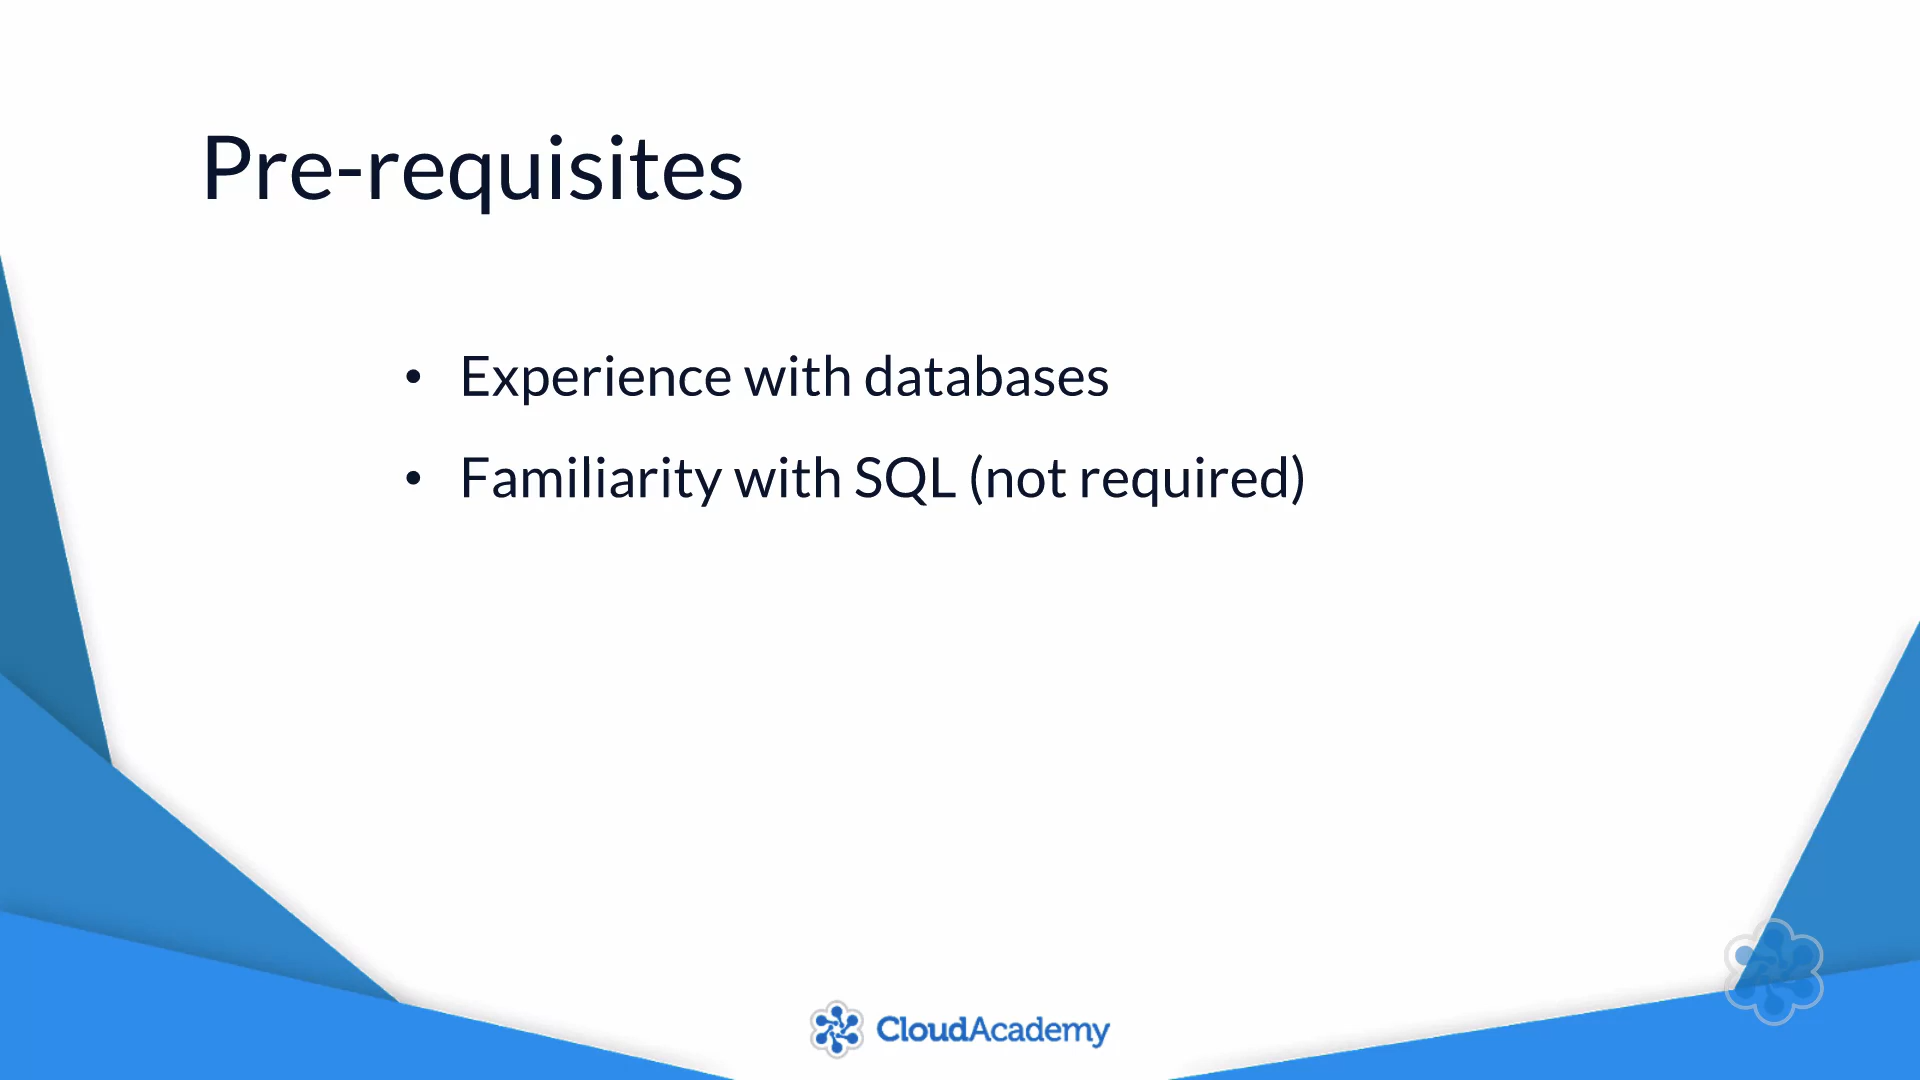 Pre-requisites
• Experience with databases
• Familiarity with SQL (not required)
CloudAcademy